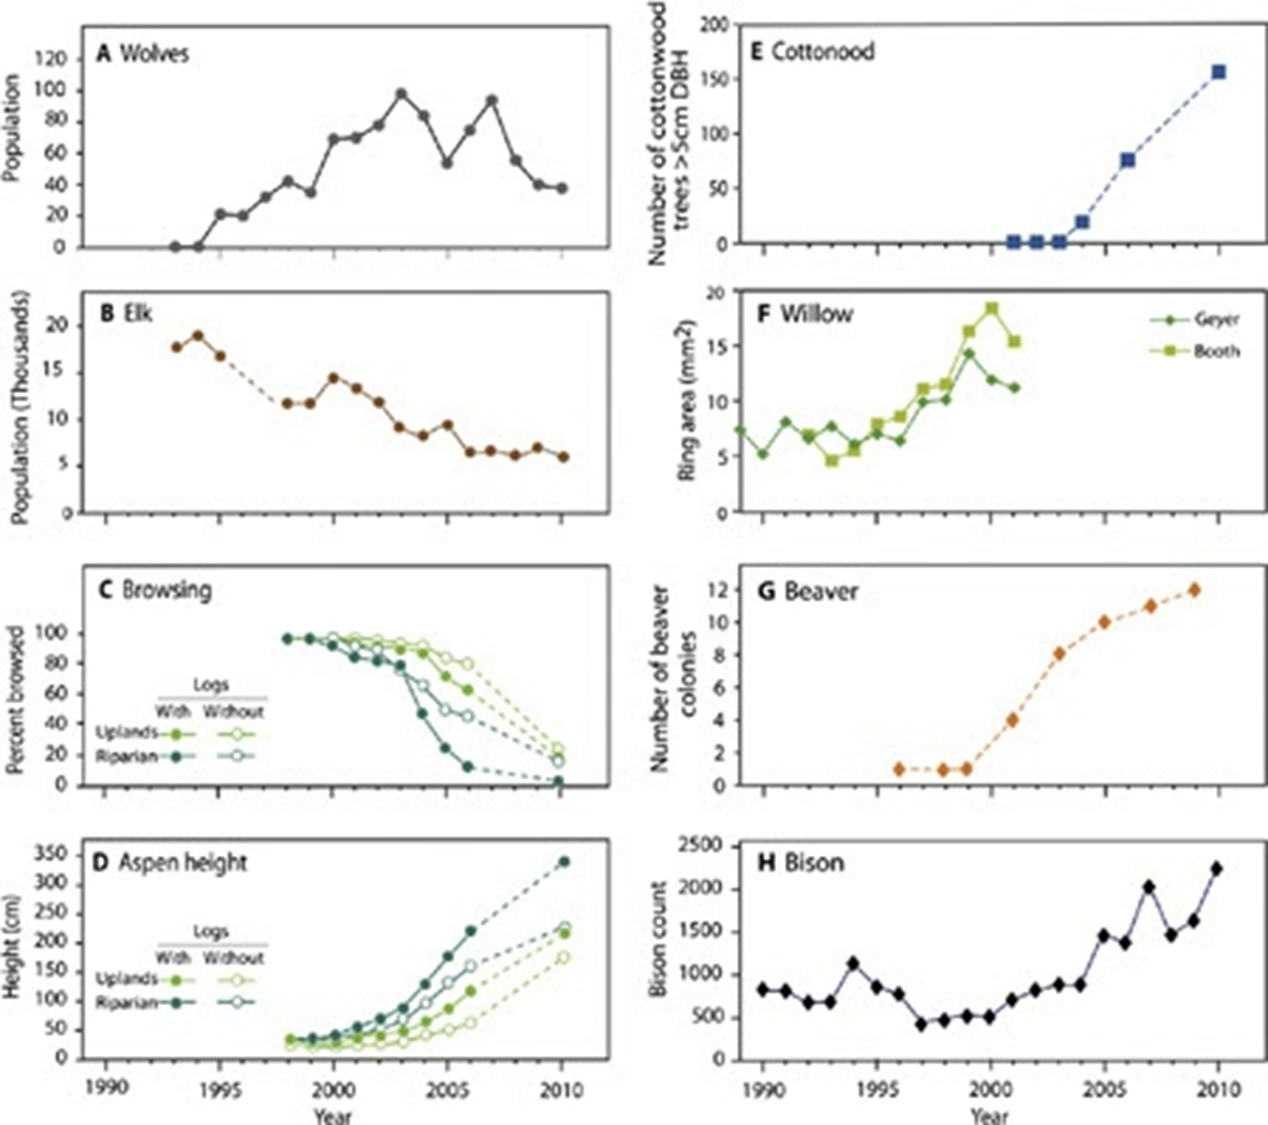 A Wolves
Population
120
100
80
60
40
20
0
B Elk
Population (Thousands)
20
15
10
5
0
C Browsing
Percent browsed
100
80
60
40
20
0
Logs
With Without
Uplands
Riparian
D Aspen height
Height (cm)
350
300
250
200
150
100
50
0
Logs
With Without
Uplands
Riparian
1990 1995 2000 2005 2010
Year
E Cottonood
Number of cottonwood
trees >5cm DBH
200
150
100
50
0
F Willow
Ring area (mm2)
20
15
10
5
0
Geyer
Booth
G Beaver
Number of beaver
colonies
12
10
8
6
4
2
0
H Bison
Bison count
2500
2000
1500
1000
500
0
1990 1995 2000 2005 2010
Year